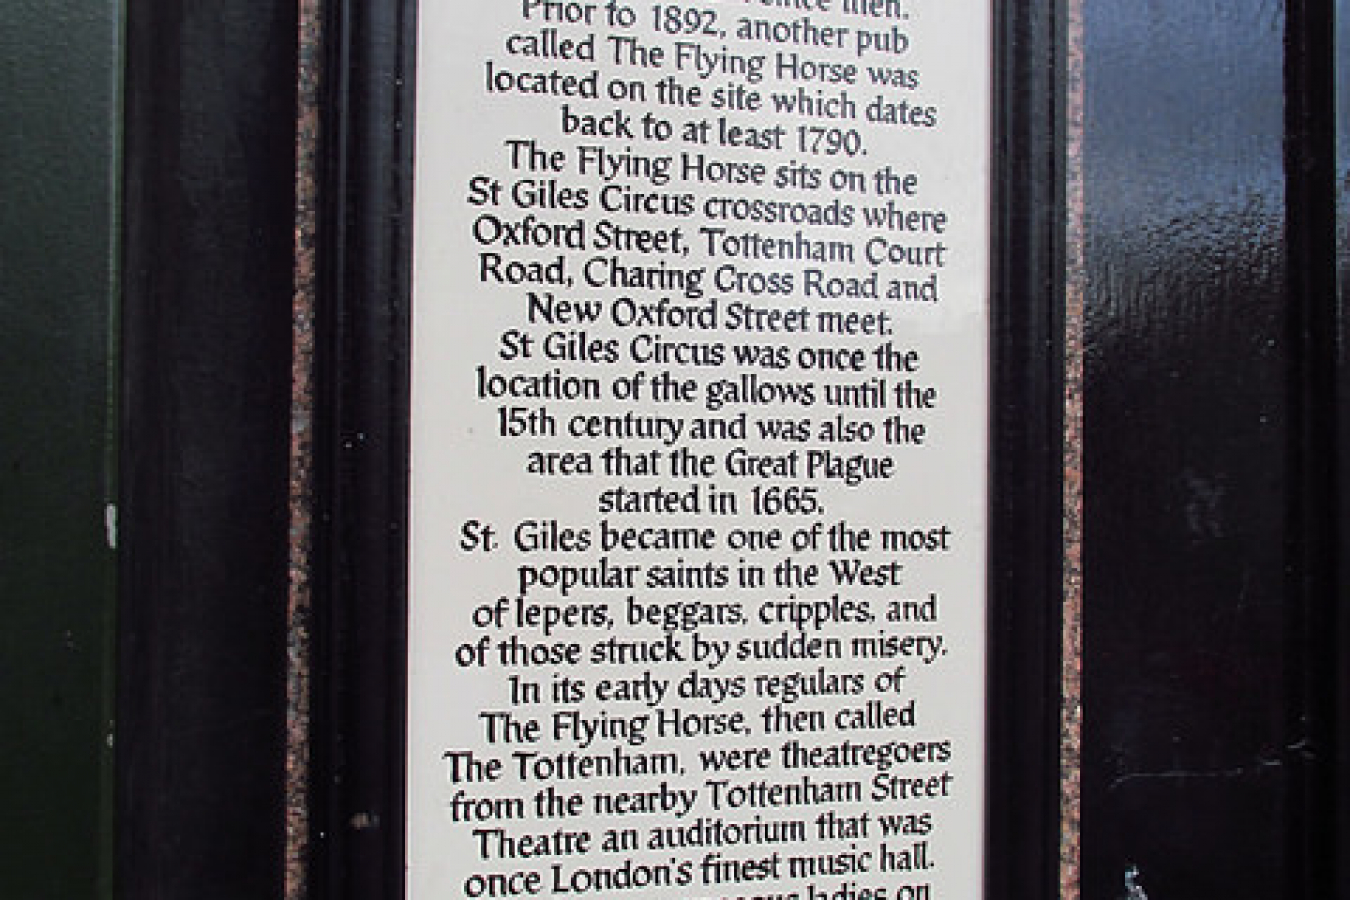 men.
Prior to 1892, another pub
called The Flying Horse was
located on the site which dates
back to at least 1790.
The Flying Horse sits on the
St Giles Circus crossroads where
Oxford Street, Tottenham Court
Road, Charing Cross Road and
New Oxford Street meet.
St Giles Circus was once the
location of the gallows until the
15th century and was also the
area that the Great Plague
started in 1665.
St. Giles became one of the most
popular saints in the West
of lepers, beggars, cripples, and
of those struck by sudden misery.
In its early days regulars of
The Flying Horse, then called
The Tottenham, were theatregoers
from the nearby Tottenham Street
Theatre an auditorium that was
once London's finest music hall.
ladies on